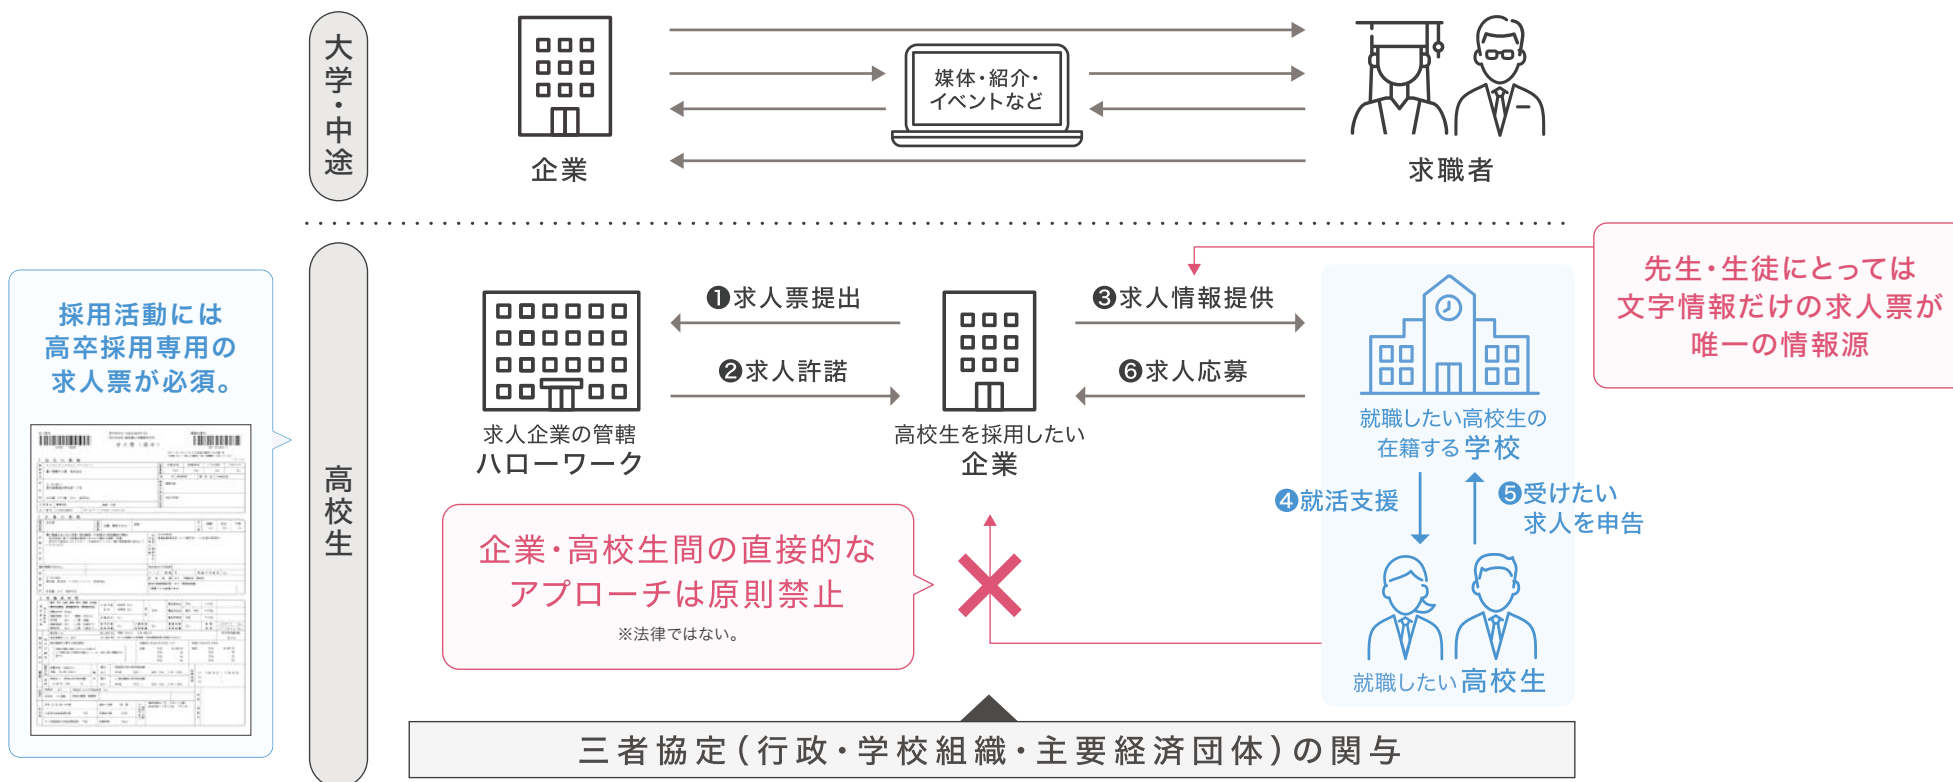 大学・中途
企業
媒体・紹介・
イベントなど
求職者
採用活動には
高卒採用専用の
求人票が必須。
高校生
❶求人票提出
❷求人許諾
求人企業の管轄
ハローワーク
高校生を採用したい
企業
❸求人情報提供
❻求人応募
先生・生徒にとっては
文字情報だけの求人票が
唯一の情報源
就職したい高校生の
在籍する 学校
❹就活支援
❺受けたい
求人を申告
就職したい 高校生
企業・高校生間の直接的な
アプローチは原則禁止
※法律ではない。
三者協定（行政・学校組織・主要経済団体）の関与